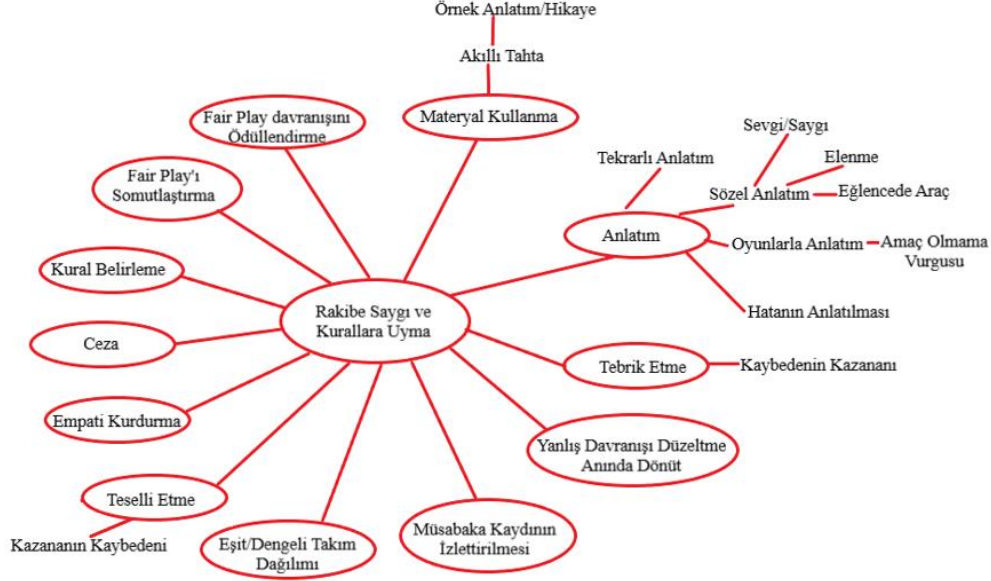 Örnek Anlatım/Hikaye
Akıllı Tahta
Materyal Kullanma
Fair Play davranışını
Ödüllendirme
Fair Play'ı
Somutlaştırma
Kural Belirleme
Ceza
Empati Kurdurma
Teselli Etme
Kazananın Kaybedeni
Eşit/Dengeli Takım
Dağılımı
Müsabaka Kaydının
İzlettirilmesi
Yanlış Davranışı Düzeltme
Anında Dönüt
Tebrik Etme
Kaybedenin Kazananı
Rakibe Saygı ve
Kurallara Uyma
Anlatım
Tekrarlı Anlatım
Sözel Anlatım
Sevgi/Saygı
Elenme
Eğlencede Araç
Oyunlarla Anlatım
Amaç Olmama
Vurgusu
Hatanın Anlatılması